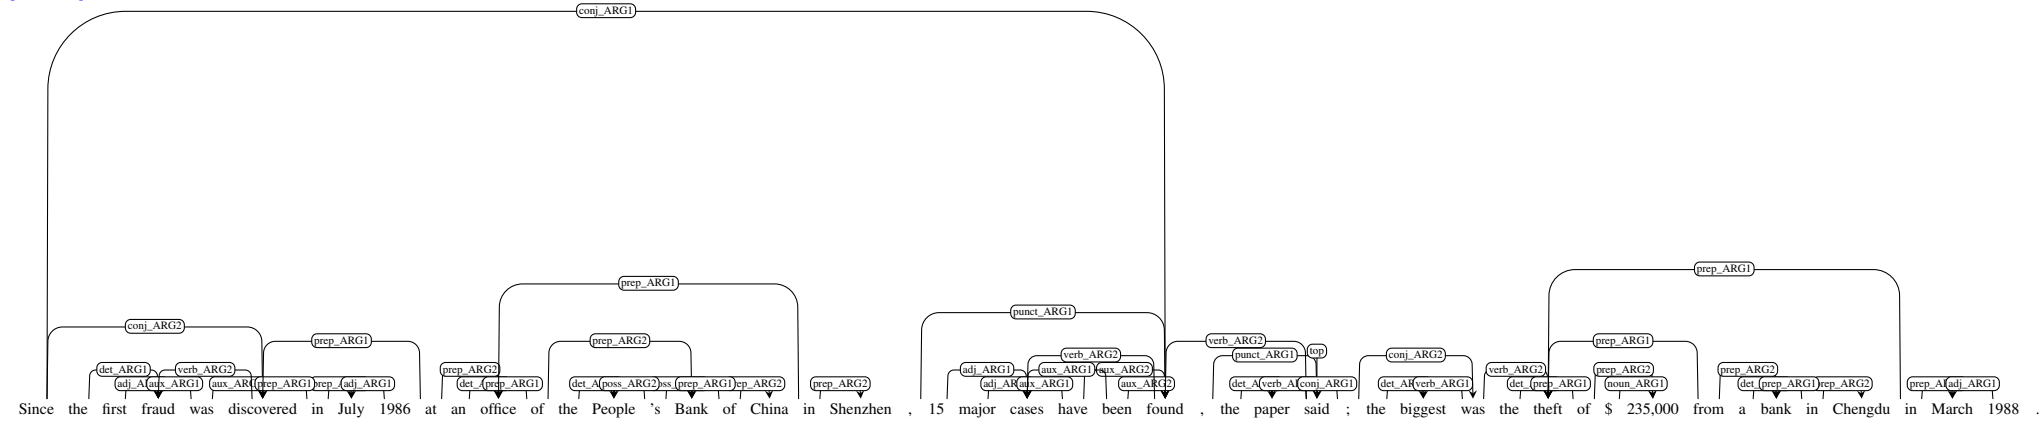 conj_ARG1
prep_ARG1
prep_ARG1
punct_ARG1
conj_ARG2 prep_ARG1 prep_ARG2 verb_ARG2 prep_ARG1
verb_ARG2 punct_ARG1 top conj_ARG2
det_ARG1 verb_ARG2 prep_ARG2 adj_ARG1 aux_ARG1 aux_ARG2 verb_ARG2 prep_ARG2 prep_ARG2
aux_ARG1 prep_ARG1 adj_ARG1 prep_ARG1 poss_ARG2 prep_ARG1 prep_ARG2 aux_ARG1 aux_ARG2 conj_ARG1 verb_ARG1 prep_ARG1 noun_ARG1 prep_ARG1 adj_ARG1
Since the first fraud was discovered in July 1986 at an office of the People 's Bank of China in Shenzhen , 15 major cases have been found , the paper said ; the biggest was the theft of $ 235,000 from a bank in Chengdu in March 1988 .